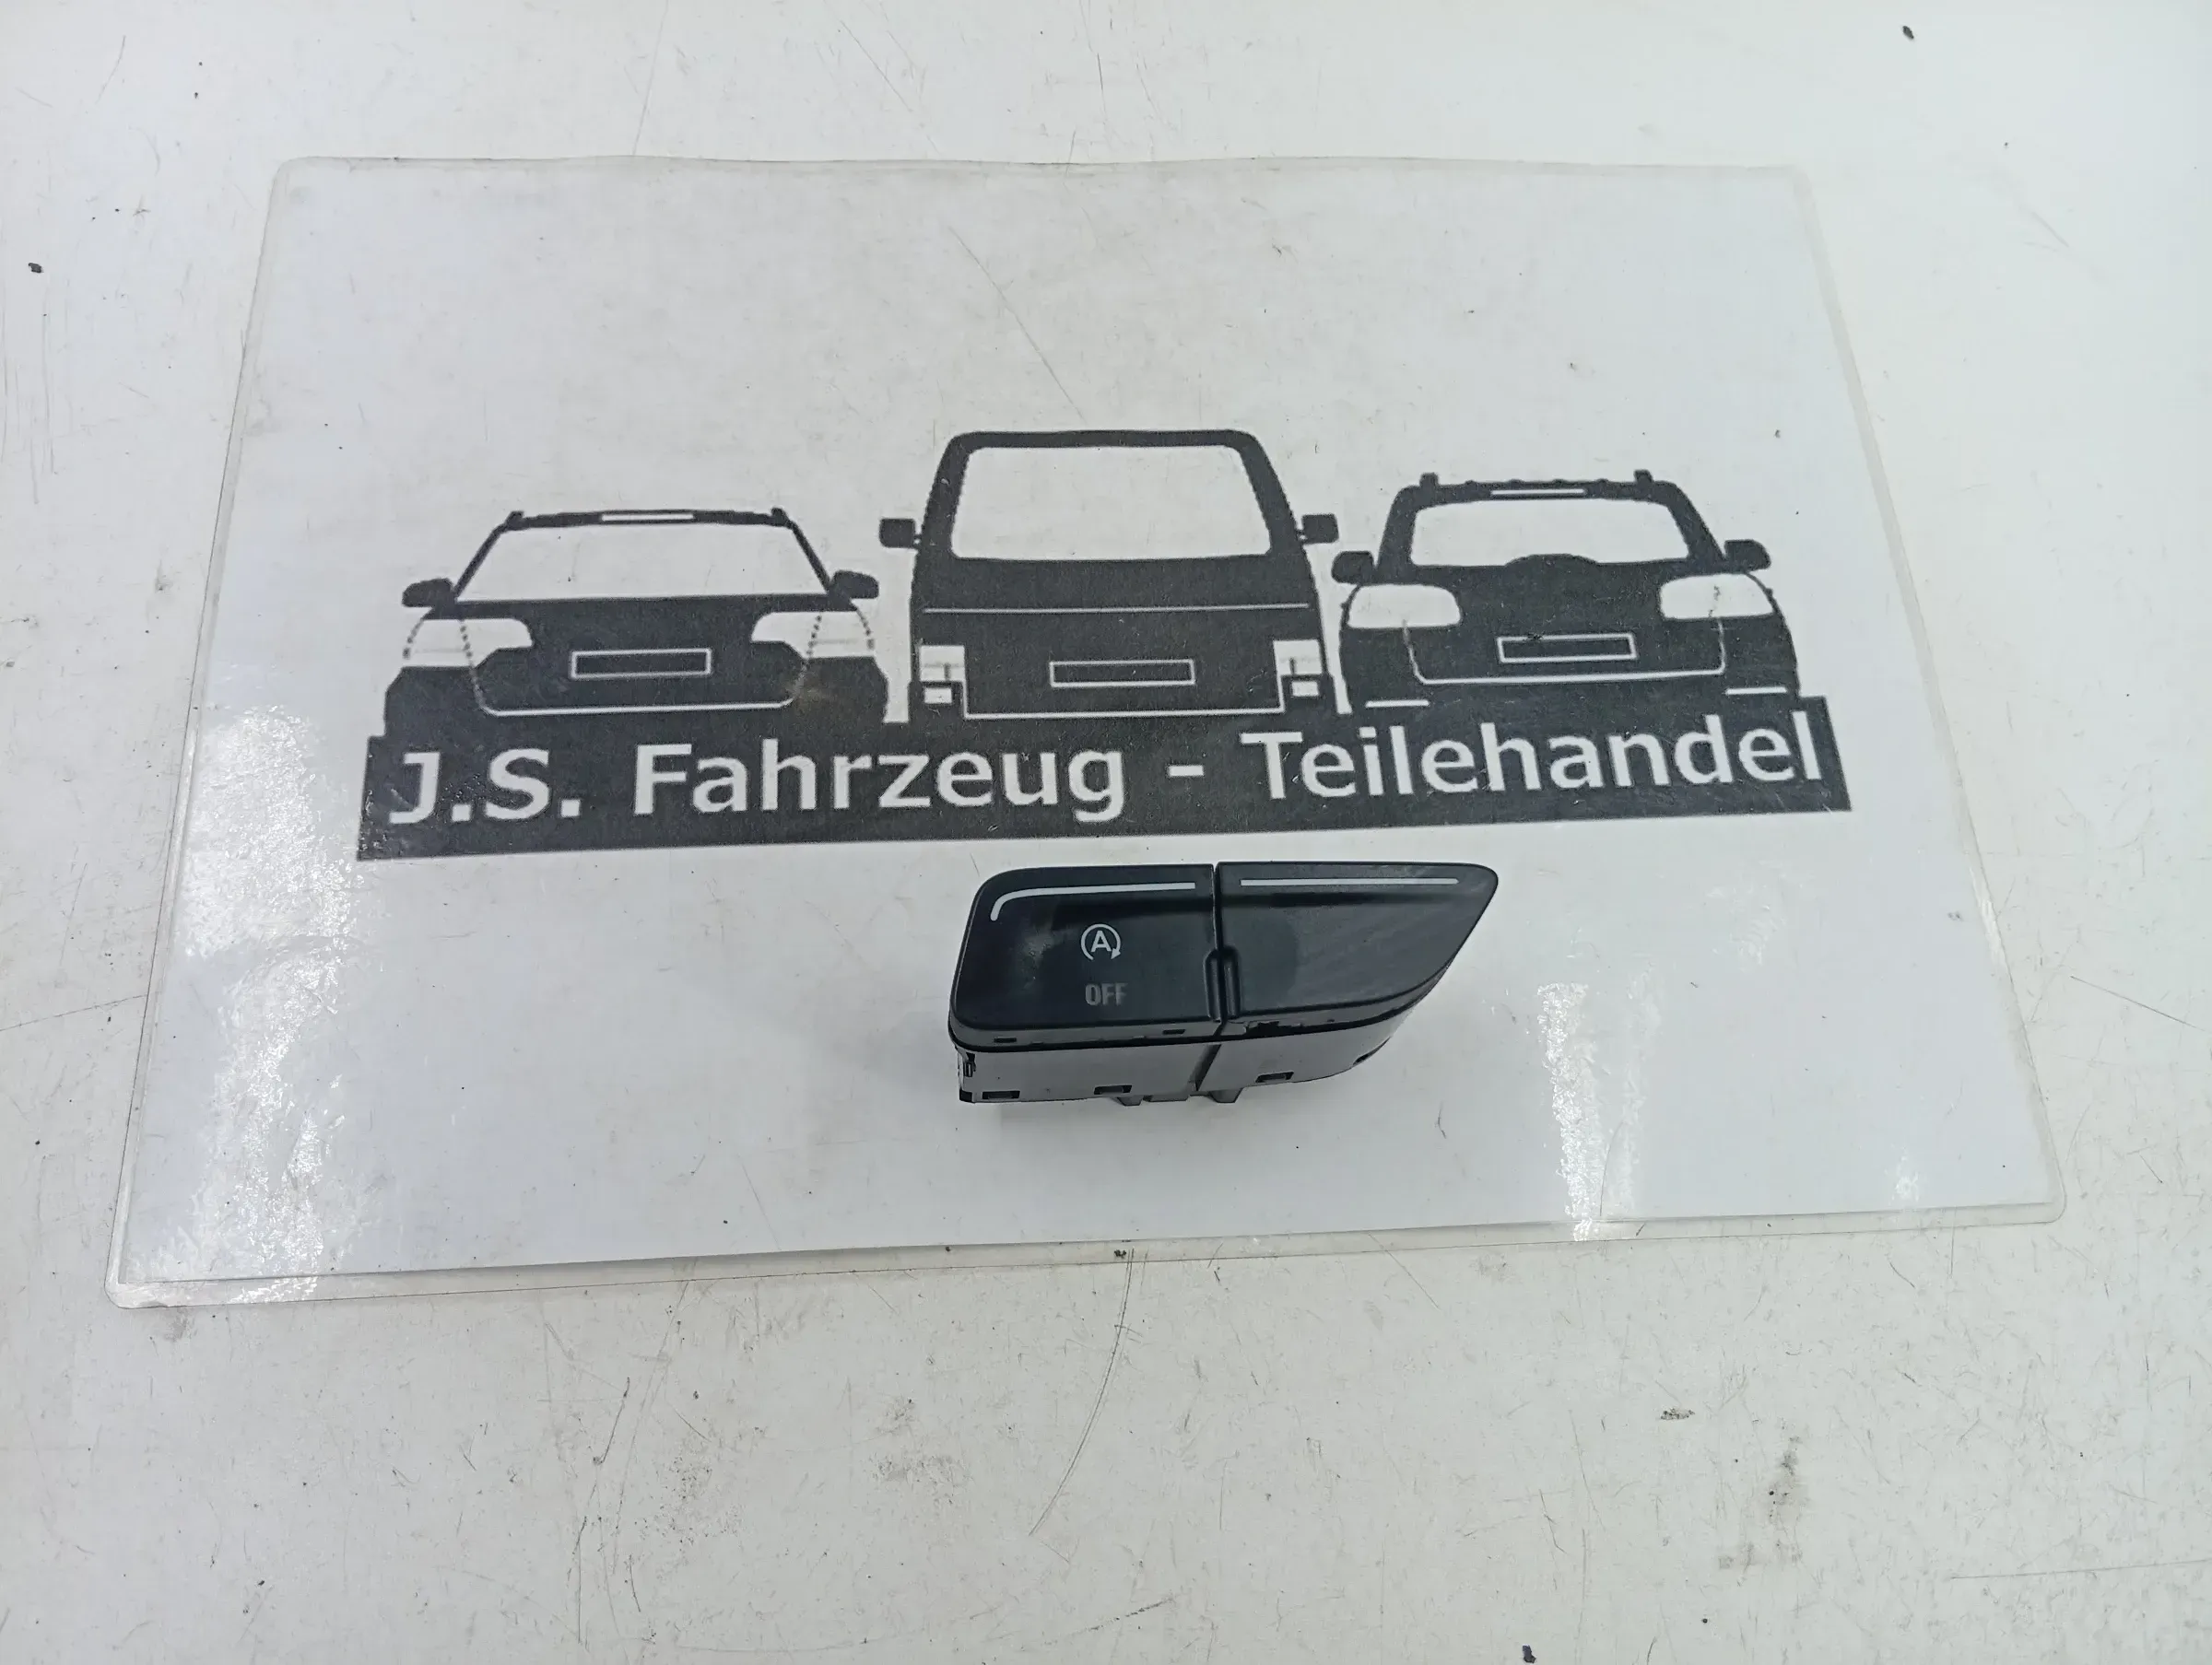 J.S. Fahrzeug - Teilehandel
A
OFF